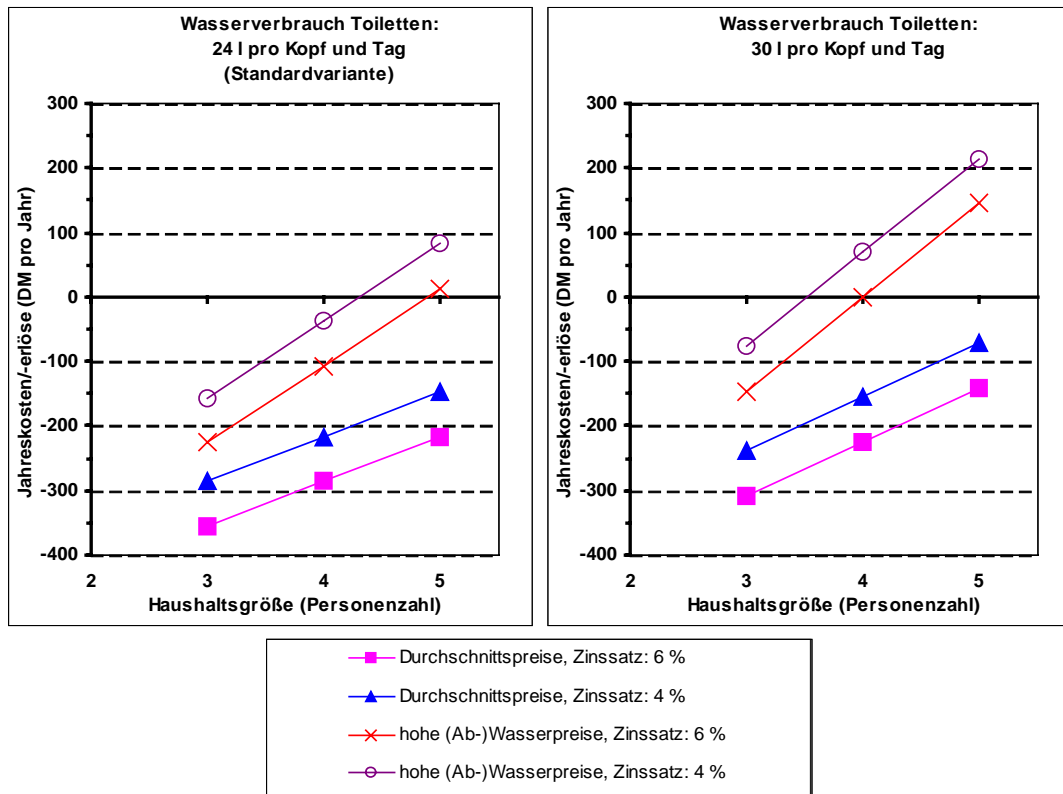 Wasserverbrauch Toiletten:
24 l pro Kopf und Tag
(Standardvariante)
Jahreskosten/-erlöse (DM pro Jahr)
300
200
100
0
-100
-200
-300
-400
2 3 4 5
Haushaltsgröße (Personenzahl)
Wasserverbrauch Toiletten:
30 l pro Kopf und Tag
Jahreskosten/-erlöse (DM pro Jahr)
300
200
100
0
-100
-200
-300
-400
2 3 4 5
Haushaltsgröße (Personenzahl)
Durchschnittspreise, Zinssatz: 6 %
Durchschnittspreise, Zinssatz: 4 %
hohe (Ab-)Wasserpreise, Zinssatz: 6 %
hohe (Ab-)Wasserpreise, Zinssatz: 4 %